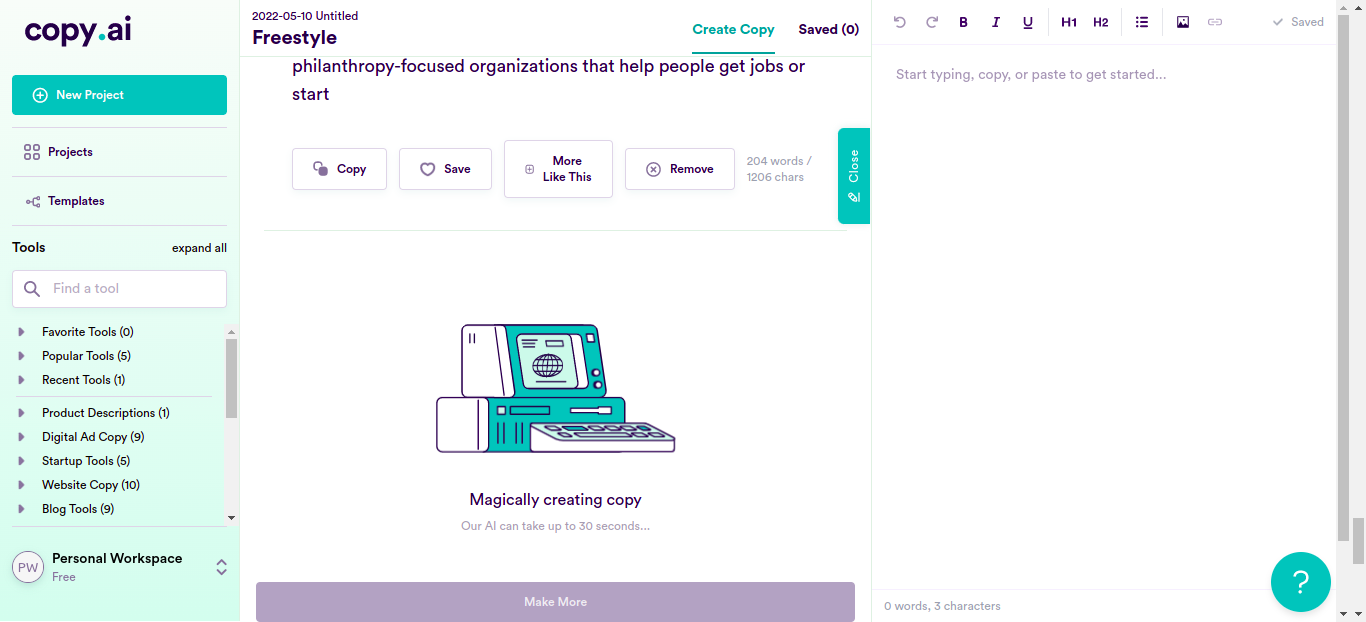 copy.ai
New Project
Projects
Templates
Tools
expand all
Find a tool
Favorite Tools (0)
Popular Tools (5)
Recent Tools (1)
Product Descriptions (1)
Digital Ad Copy (9)
Startup Tools (5)
Website Copy (10)
Blog Tools (9)
PW
Personal Workspace
Free
2022-05-10 Untitled
Freestyle
Create Copy
Saved (0)
philanthropy-focused organizations that help people get jobs or
start
Copy
Save
More
Like This
Remove
204 words /
1206 chars
Close
Magically creating copy
Our AI can take up to 30 seconds...
Make More
B
I
U
H1
H2
Saved
Start typing, copy, or paste to get started...
0 words, 3 characters
?